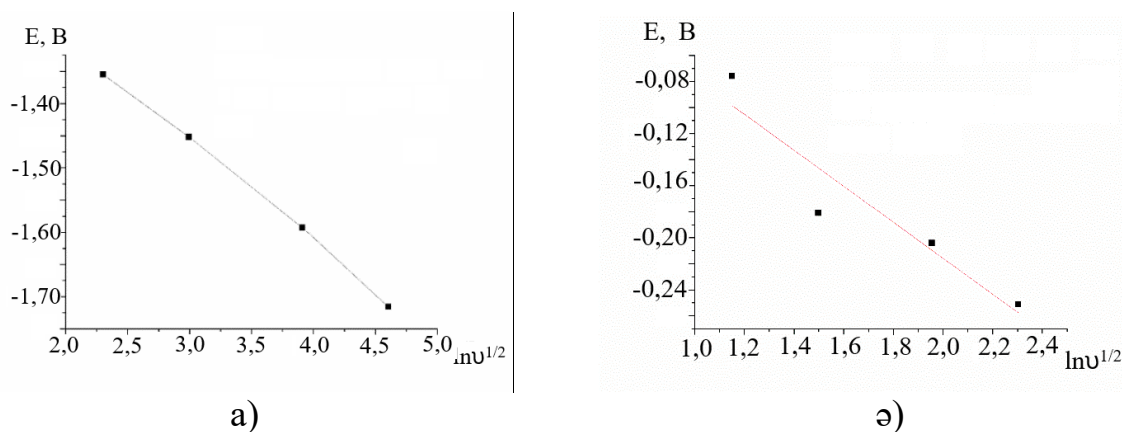 E, B
-1,40
-1,50
-1,60
-1,70
2,0 2,5 3,0 3,5 4,0 4,5 5,0
lnυ1/2
a)
E, B
-0,08
-0,12
-0,16
-0,20
-0,24
1,0 1,2 1,4 1,6 1,8 2,0 2,2 2,4
lnυ1/2
ə)